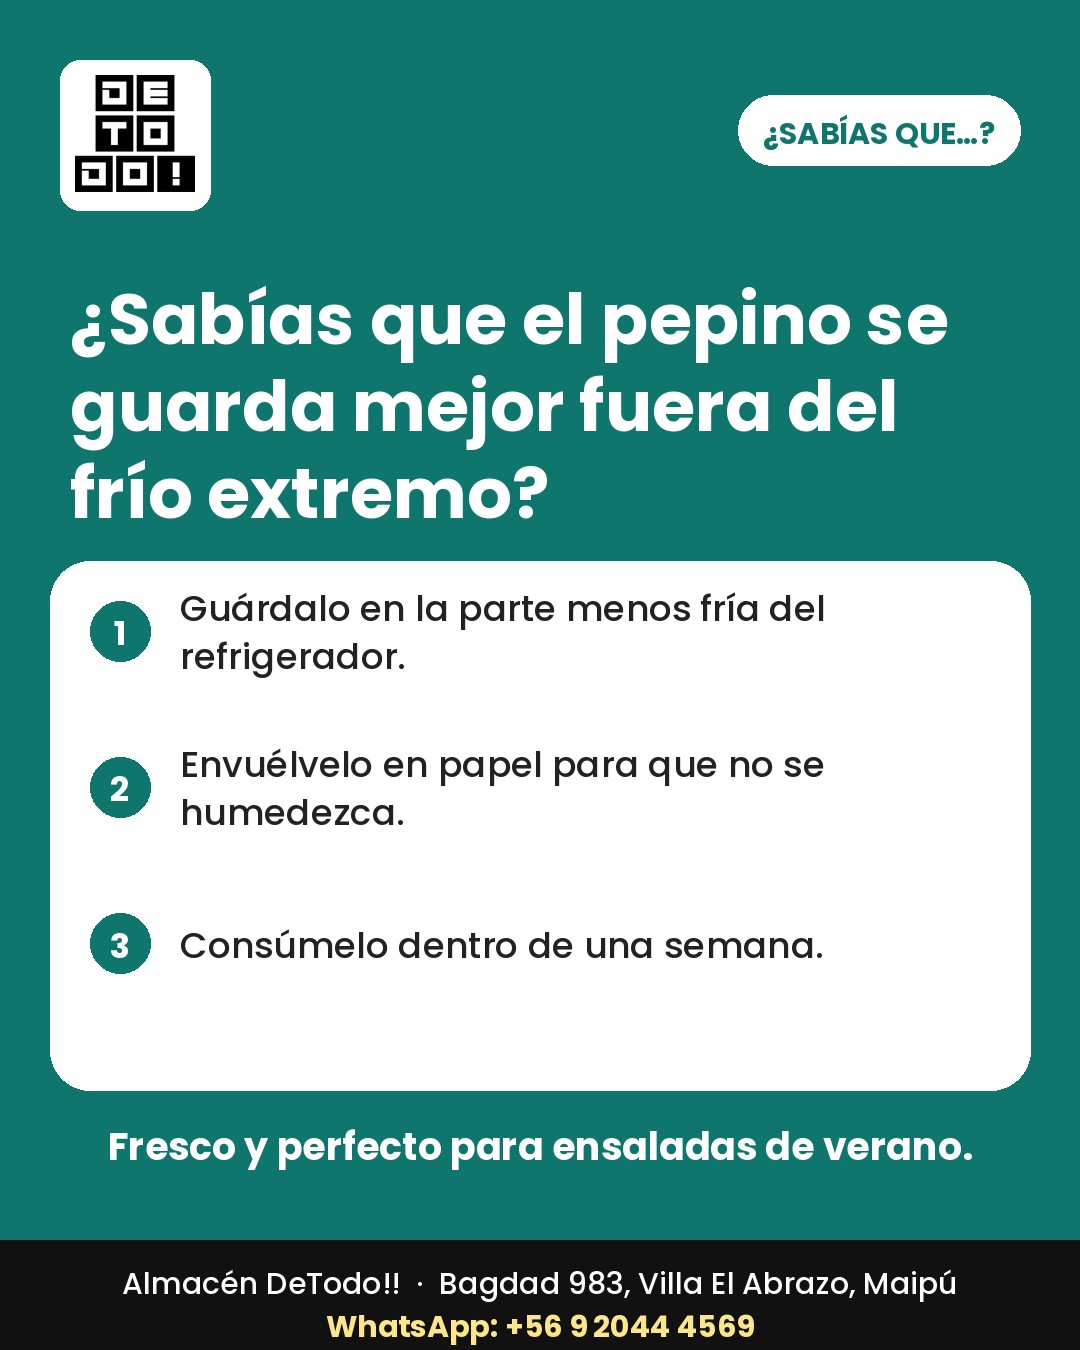 DE
TO
DO!
¿SABÍAS QUE...?
¿Sabías que el pepino se
guarda mejor fuera del
frío extremo?
1 Guárdalo en la parte menos fría del
refrigerador.
2 Envuélvelo en papel para que no se
humedezca.
3 Consúmelo dentro de una semana.
Fresco y perfecto para ensaladas de verano.
Almacén DeTodo!! · Bagdad 983, Villa El Abrazo, Maipú
WhatsApp: +56 9 2044 4569